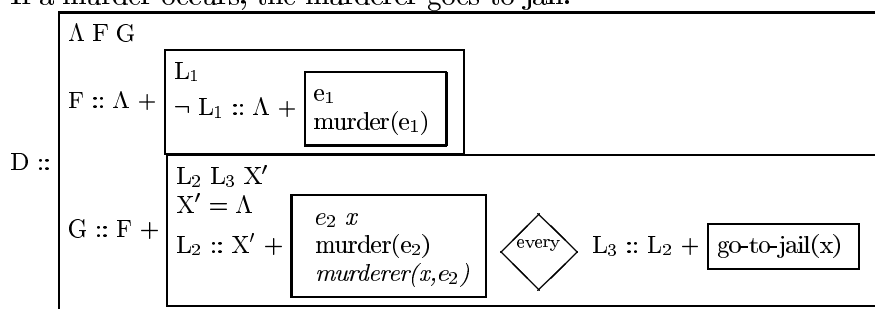 If a murder occurs, the murderer goes to jail.
Λ F G
L₁
F :: Λ +
¬ L₁ :: Λ +
e₁
murder(e₁)
D ::
L₂ L₃ X′
X′ = Λ
G :: F +
L₂ :: X′ +
e₂ x
murder(e₂)
murderer(x,e₂)
every
L₃ :: L₂ +
go-to-jail(x)